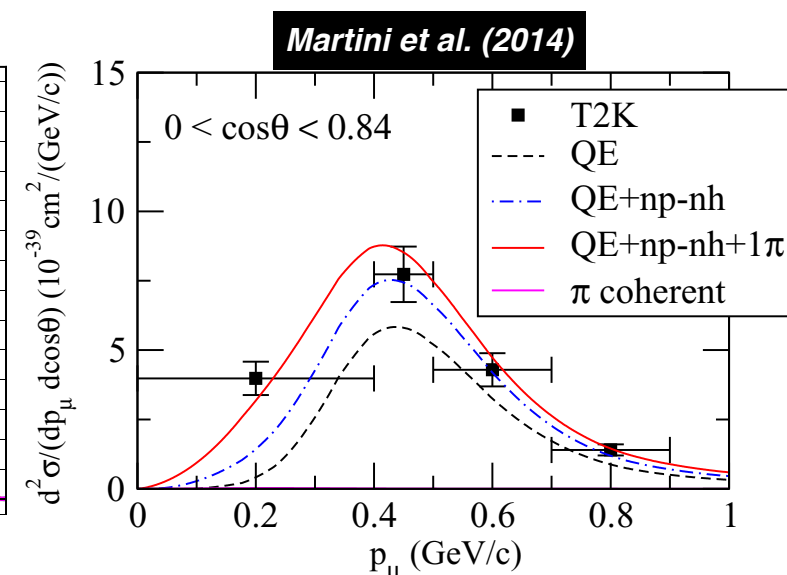 Martini et al. (2014)
d²σ/(dp_μ dcosθ) (10⁻³⁹ cm²/(GeV/c))
15
10
5
0
0 < cosθ < 0.84
T2K
QE
QE+np-nh
QE+np-nh+1π
π coherent
0 0.2 0.4 0.6 0.8 1
p_μ (GeV/c)